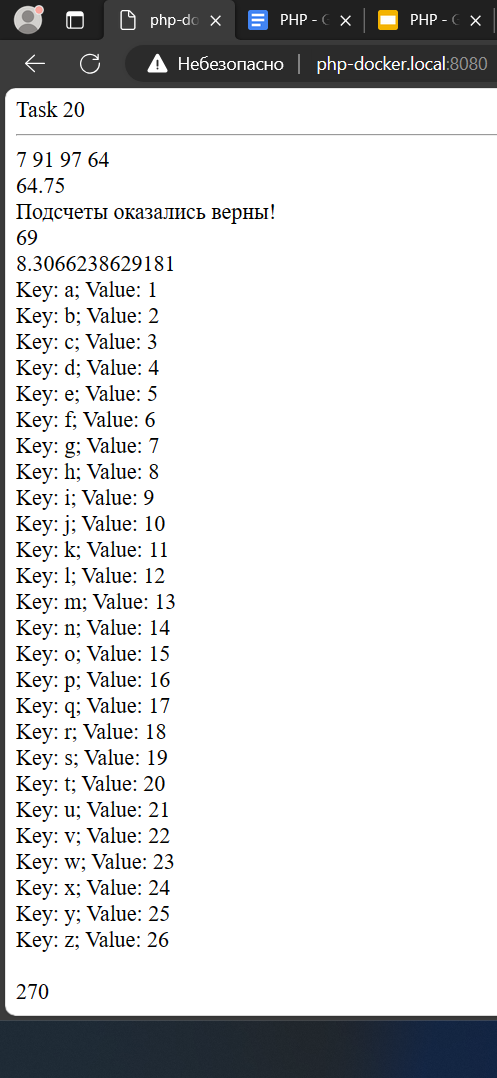 php-do
PHP - G
PHP - G
Небезопасно | php-docker.local:8080
Task 20
7 91 97 64
64.75
Подсчеты оказались верны!
69
8.3066238629181
Key: a; Value: 1
Key: b; Value: 2
Key: c; Value: 3
Key: d; Value: 4
Key: e; Value: 5
Key: f; Value: 6
Key: g; Value: 7
Key: h; Value: 8
Key: i; Value: 9
Key: j; Value: 10
Key: k; Value: 11
Key: l; Value: 12
Key: m; Value: 13
Key: n; Value: 14
Key: o; Value: 15
Key: p; Value: 16
Key: q; Value: 17
Key: r; Value: 18
Key: s; Value: 19
Key: t; Value: 20
Key: u; Value: 21
Key: v; Value: 22
Key: w; Value: 23
Key: x; Value: 24
Key: y; Value: 25
Key: z; Value: 26
270